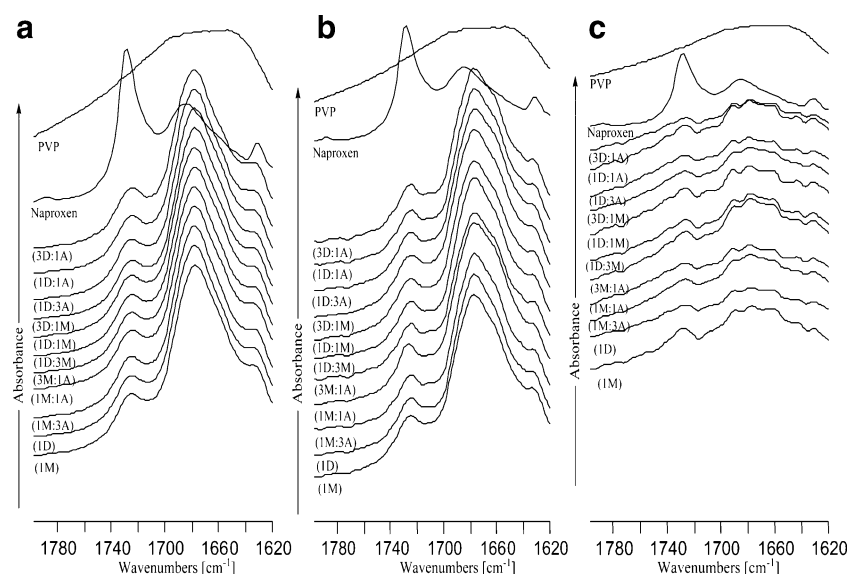 a
PVP
Naproxen
(3D:1A)
(1D:1A)
(1D:3A)
(3D:1M)
(1D:1M)
(1D:3M)
(3M:1A)
(1M:1A)
(1M:3A)
(1D)
(1M)
Absorbance
1780 1740 1700 1660 1620
Wavenumbers [cm⁻¹]
b
PVP
Naproxen
(3D:1A)
(1D:1A)
(1D:3A)
(3D:1M)
(1D:1M)
(1D:3M)
(3M:1A)
(1M:1A)
(1M:3A)
(1D)
(1M)
Absorbance
1780 1740 1700 1660 1620
Wavenumbers [cm⁻¹]
c
PVP
Naproxen
(3D:1A)
(1D:1A)
(1D:3A)
(3D:1M)
(1D:1M)
(1D:3M)
(3M:1A)
(1M:1A)
(1M:3A)
(1D)
(1M)
Absorbance
1780 1740 1700 1660 1620
Wavenumbers [cm⁻¹]